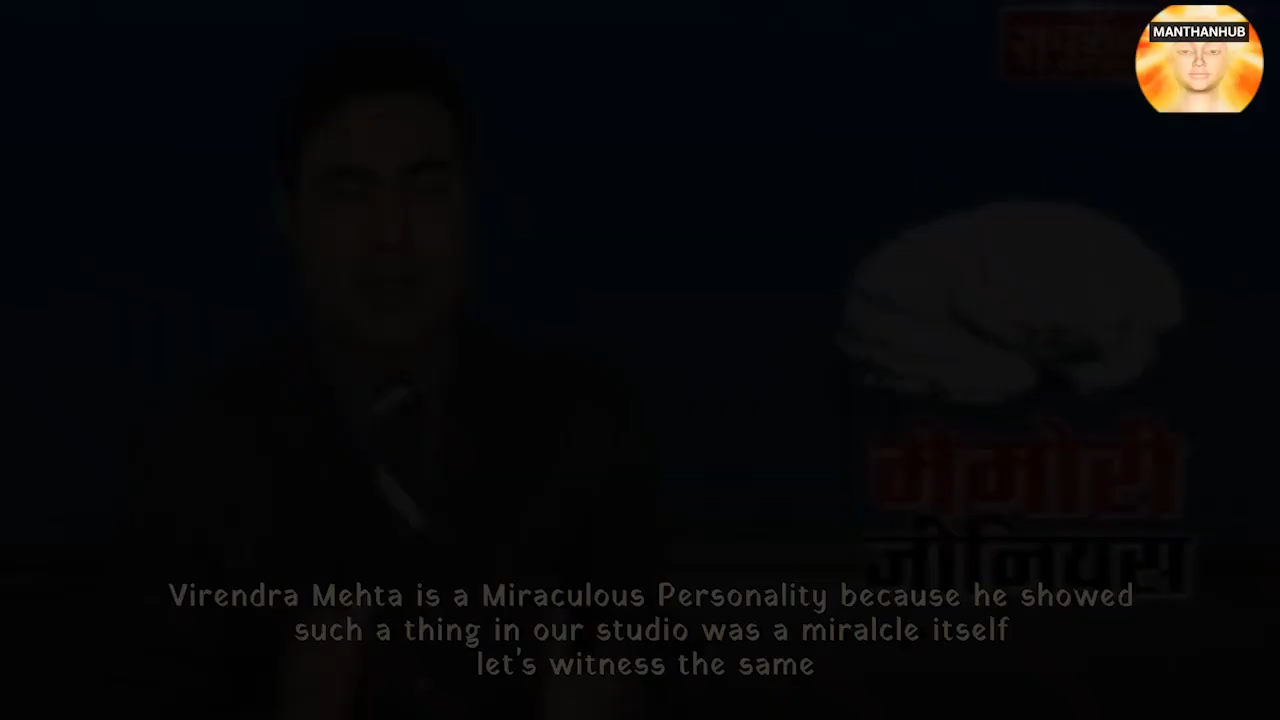 MANTHANHUB
मेमोरी
जीनियस
Virendra Mehta is a Miraculous Personality because he showed
such a thing in our studio was a miralcle itself
let's witness the same